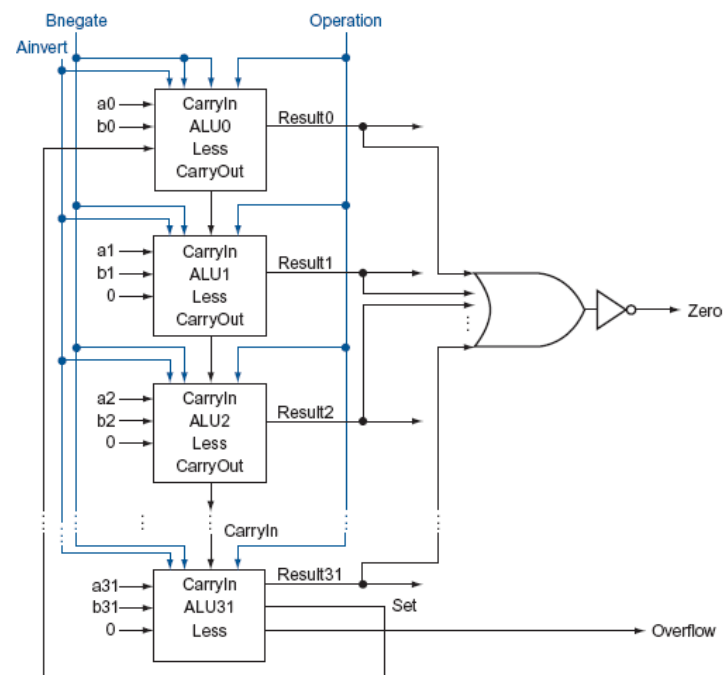 Bnegate
Operation
Ainvert
a0
CarryIn
Result0
b0
ALU0
Less
CarryOut
a1
CarryIn
Result1
b1
ALU1
0
Less
CarryOut
Zero
a2
CarryIn
Result2
b2
ALU2
0
Less
CarryOut
CarryIn
a31
CarryIn
Result31
b31
ALU31
Set
0
Less
Overflow